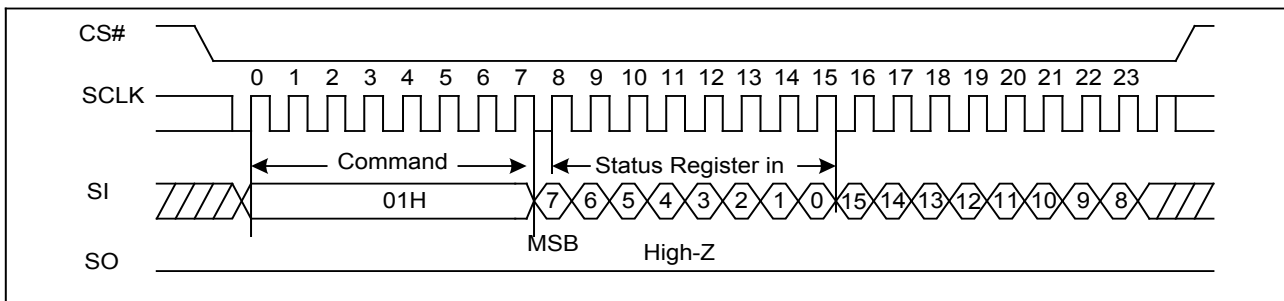 CS#
0 1 2 3 4 5 6 7 8 9 10 11 12 13 14 15 16 17 18 19 20 21 22 23
SCLK
Command Status Register in
SI 01H 7 6 5 4 3 2 1 0 15 14 13 12 11 10 9 8
MSB High-Z
SO